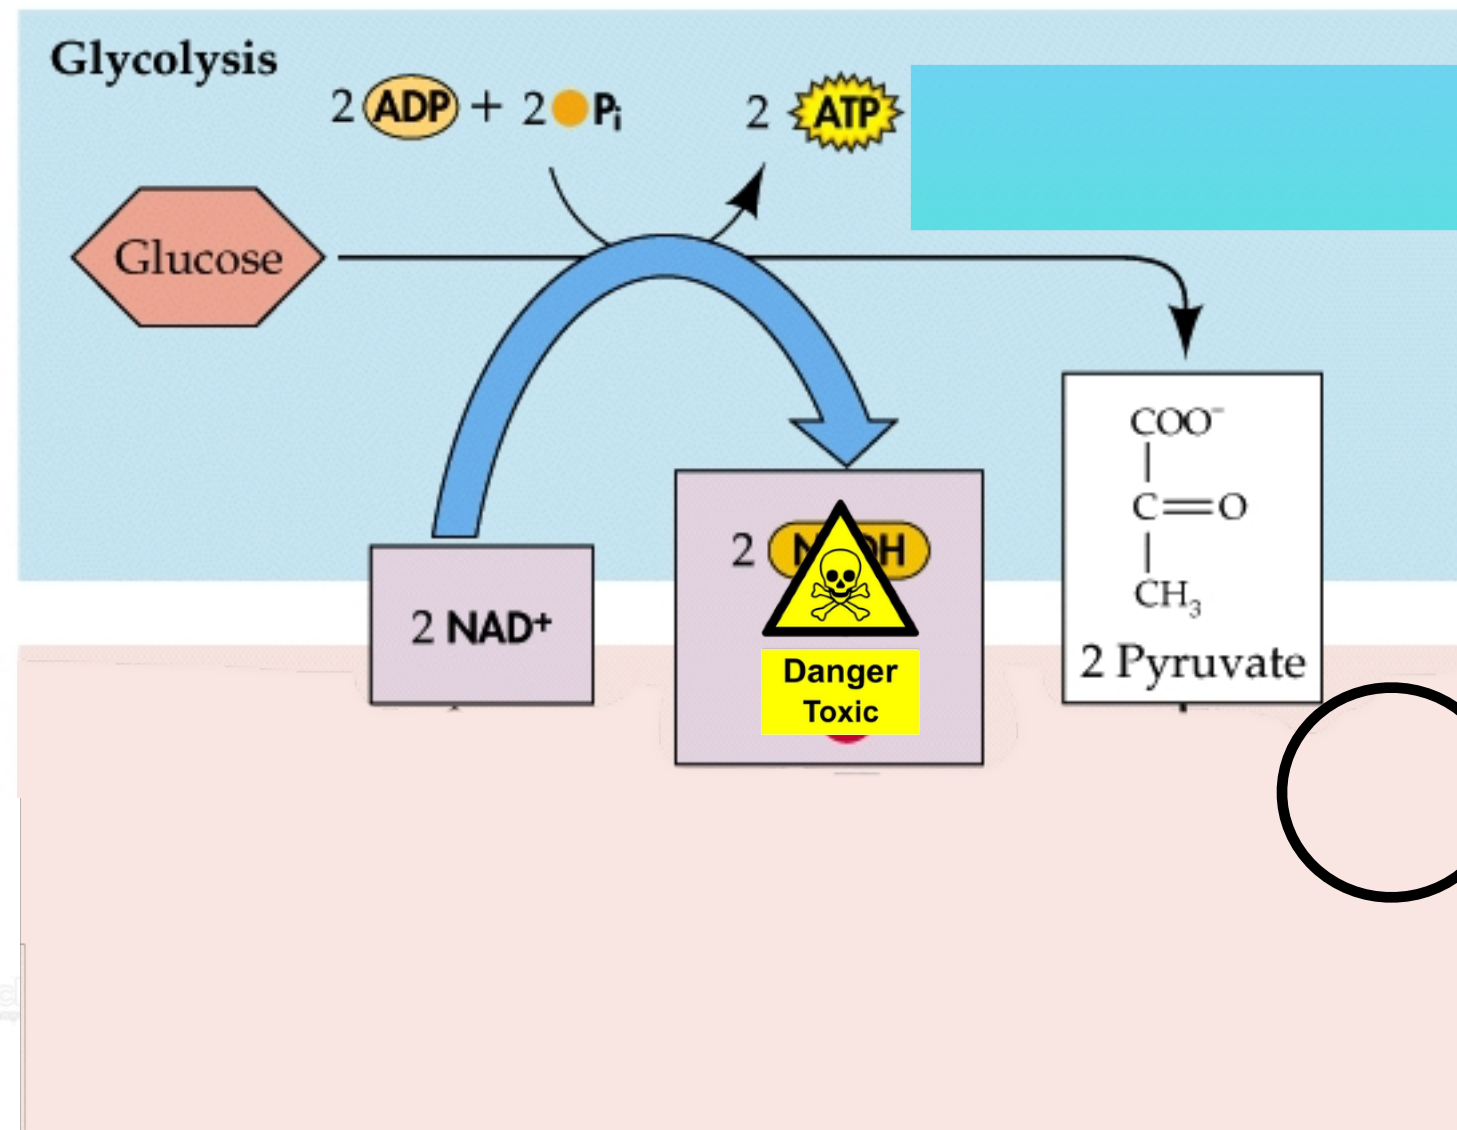 Glycolysis
2 ADP + 2 Pi 2 ATP
Glucose
COO⁻
C=O
CH₃
2 Pyruvate
2 NAD⁺
2
Danger
Toxic